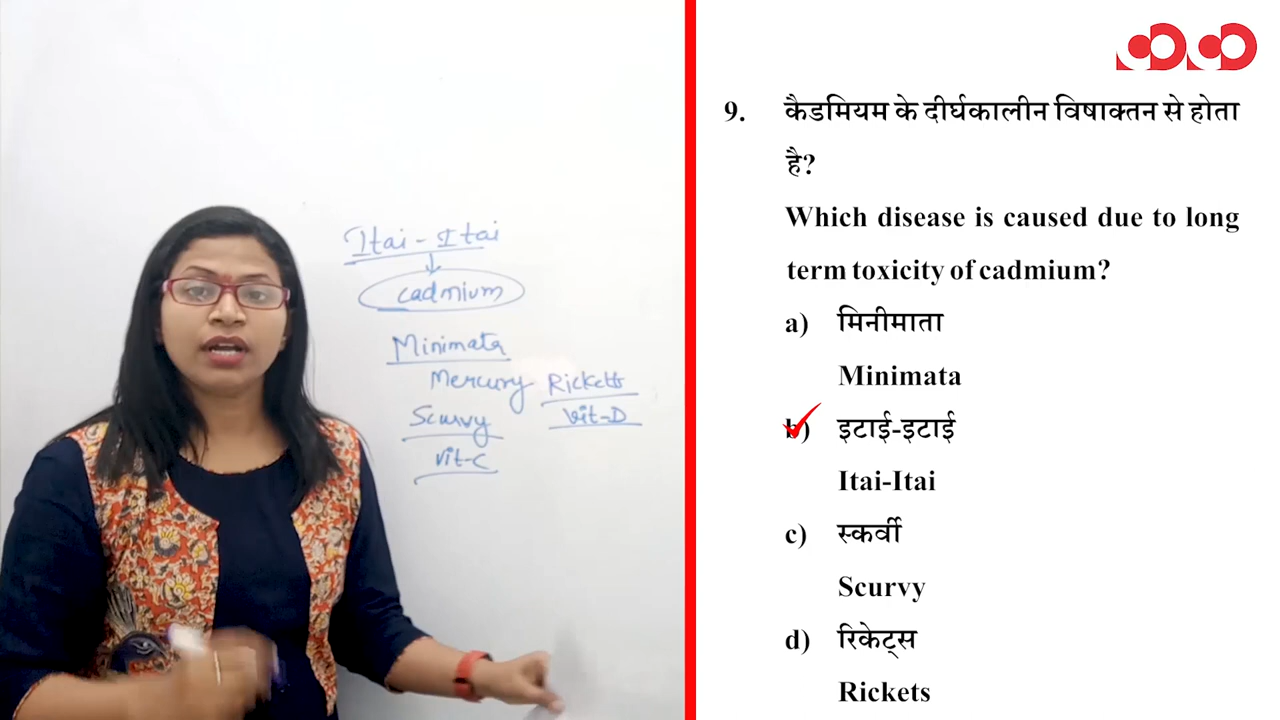 Itai - Itai
cadmium
Minimata
Mercury
Ricketts
Scurvy
Vit-D
Vit-C
9. कैडमियम के दीर्घकालीन विषाक्तन से होता
है?
Which disease is caused due to long
term toxicity of cadmium?
a) मिनीमाता
Minimata
b) इटाई-इटाई
Itai-Itai
c) स्कर्वी
Scurvy
d) रिकेट्स
Rickets